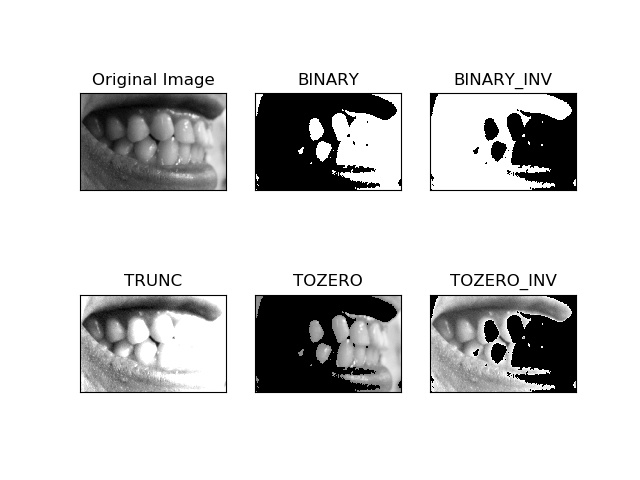 Original Image
BINARY
BINARY_INV
TRUNC
TOZERO
TOZERO_INV